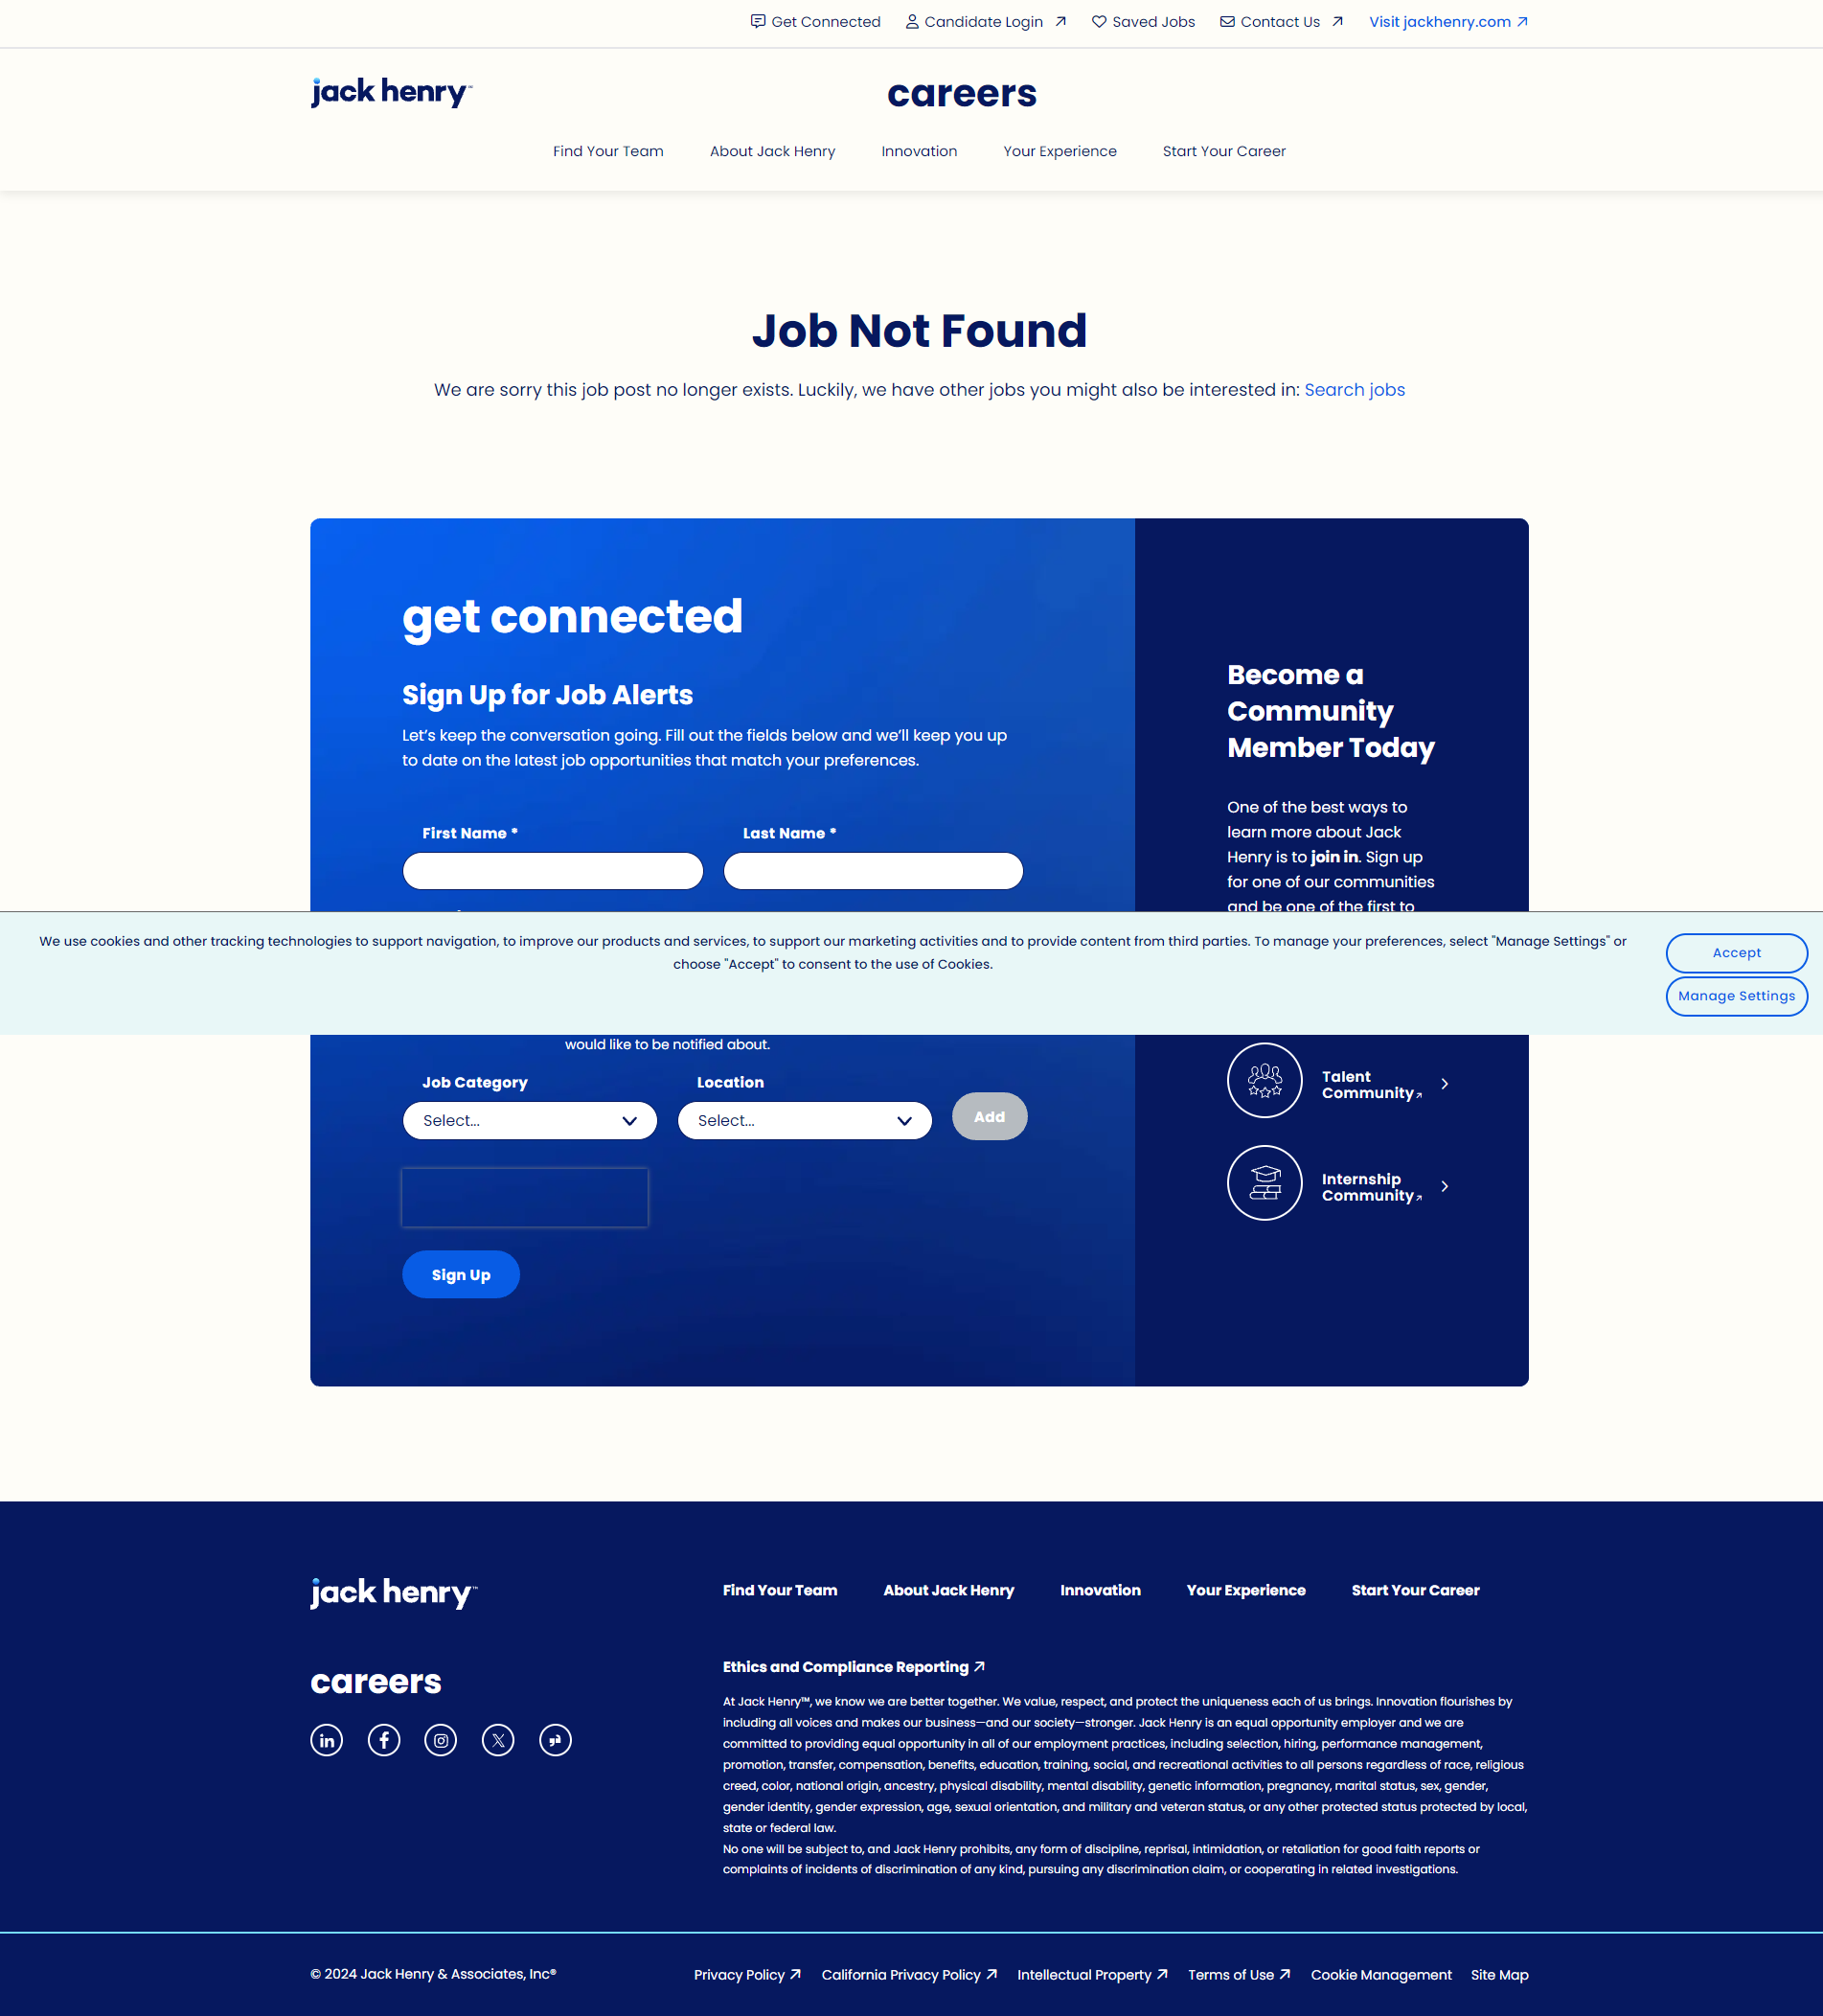 Get Connected
Candidate Login
Saved Jobs
Contact Us
Visit jackhenry.com
jack henry™
careers
Find Your Team
About Jack Henry
Innovation
Your Experience
Start Your Career
Job Not Found
We are sorry this job post no longer exists. Luckily, we have other jobs you might also be interested in: Search jobs
get connected
Sign Up for Job Alerts
Let’s keep the conversation going. Fill out the fields below and we’ll keep you up
to date on the latest job opportunities that match your preferences.
First Name *
Last Name *
Become a
Community
Member Today
One of the best ways to
learn more about Jack
Henry is to join in. Sign up
for one of our communities
and be one of the first to
We use cookies and other tracking technologies to support navigation, to improve our products and services, to support our marketing activities and to provide content from third parties. To manage your preferences, select "Manage Settings" or
choose "Accept" to consent to the use of Cookies.
Accept
Manage Settings
would like to be notified about.
Job Category
Location
Select...
Select...
Add
Sign Up
Talent
Community
Internship
Community
jack henry™
careers
Find Your Team
About Jack Henry
Innovation
Your Experience
Start Your Career
Ethics and Compliance Reporting
At Jack Henry™, we know we are better together. We value, respect, and protect the uniqueness each of us brings. Innovation flourishes by
including all voices and makes our business—and our society—stronger. Jack Henry is an equal opportunity employer and we are
committed to providing equal opportunity in all of our employment practices, including selection, hiring, performance management,
promotion, transfer, compensation, benefits, education, training, social, and recreational activities to all persons regardless of race, religious
creed, color, national origin, ancestry, physical disability, mental disability, genetic information, pregnancy, marital status, sex, gender,
gender identity, gender expression, age, sexual orientation, and military and veteran status, or any other protected status protected by local,
state or federal law.
No one will be subject to, and Jack Henry prohibits, any form of discipline, reprisal, intimidation, or retaliation for good faith reports or
complaints of incidents of discrimination of any kind, pursuing any discrimination claim, or cooperating in related investigations.
© 2024 Jack Henry & Associates, Inc®
Privacy Policy
California Privacy Policy
Intellectual Property
Terms of Use
Cookie Management
Site Map